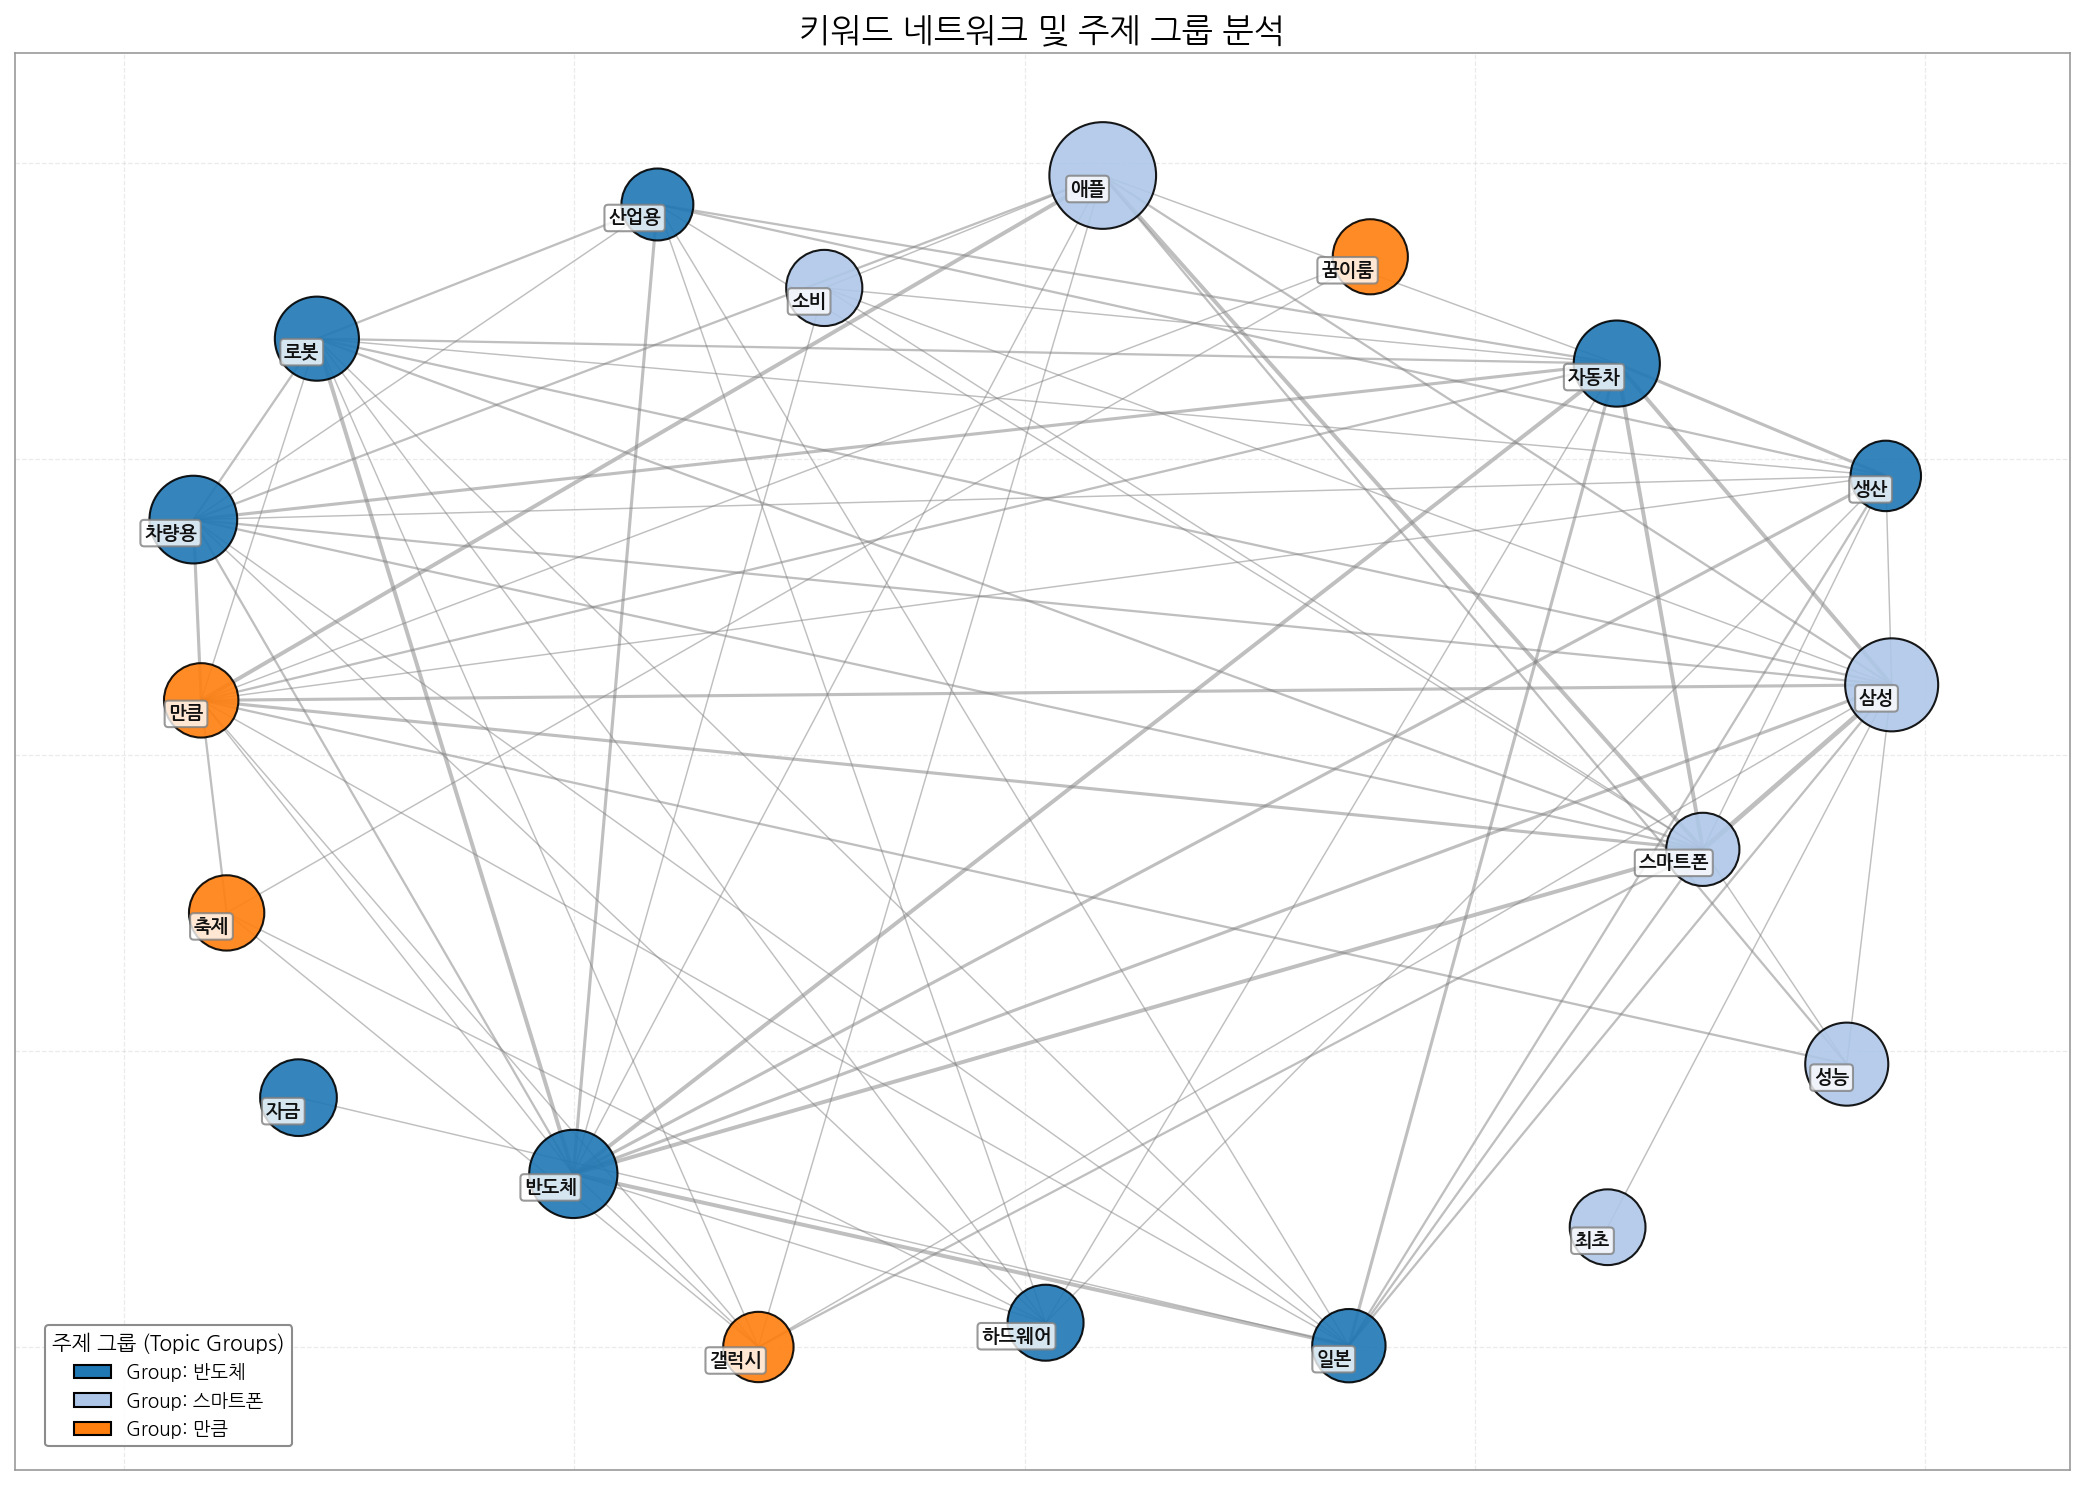 키워드 네트워크 및 주제 그룹 분석
애플
산업용
꿈이룸
소비
로봇
자동차
생산
차량용
삼성
만큼
스마트폰
축제
성능
자금
반도체
최초
하드웨어
일본
갤럭시
주제 그룹 (Topic Groups)
Group: 반도체
Group: 스마트폰
Group: 만큼